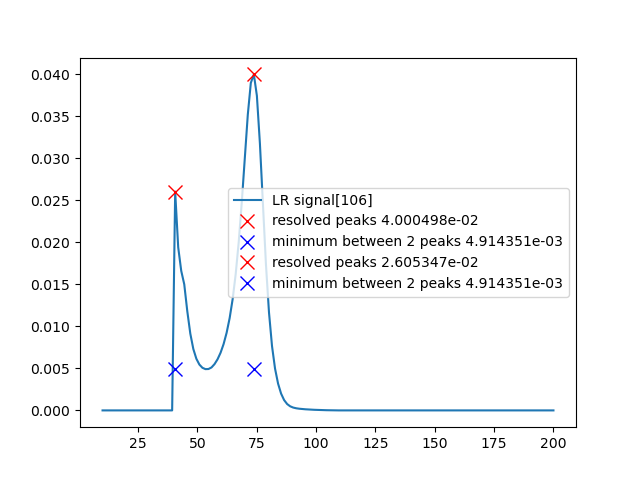 0.040
0.035
0.030
0.025
0.020
0.015
0.010
0.005
0.000
LR signal[106]
resolved peaks 4.000498e-02
minimum between 2 peaks 4.914351e-03
resolved peaks 2.605347e-02
minimum between 2 peaks 4.914351e-03
25 50 75 100 125 150 175 200